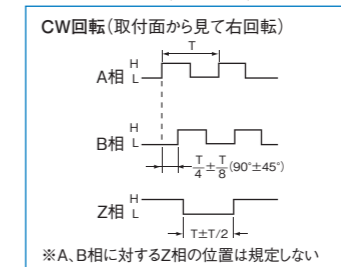 CW回転(取付面から見て右回転)
T
A相 H L
B相 H L
T/4±T/8(90°±45°)
Z相 H L
T±T/2
※A、B相に対するZ相の位置は規定しない